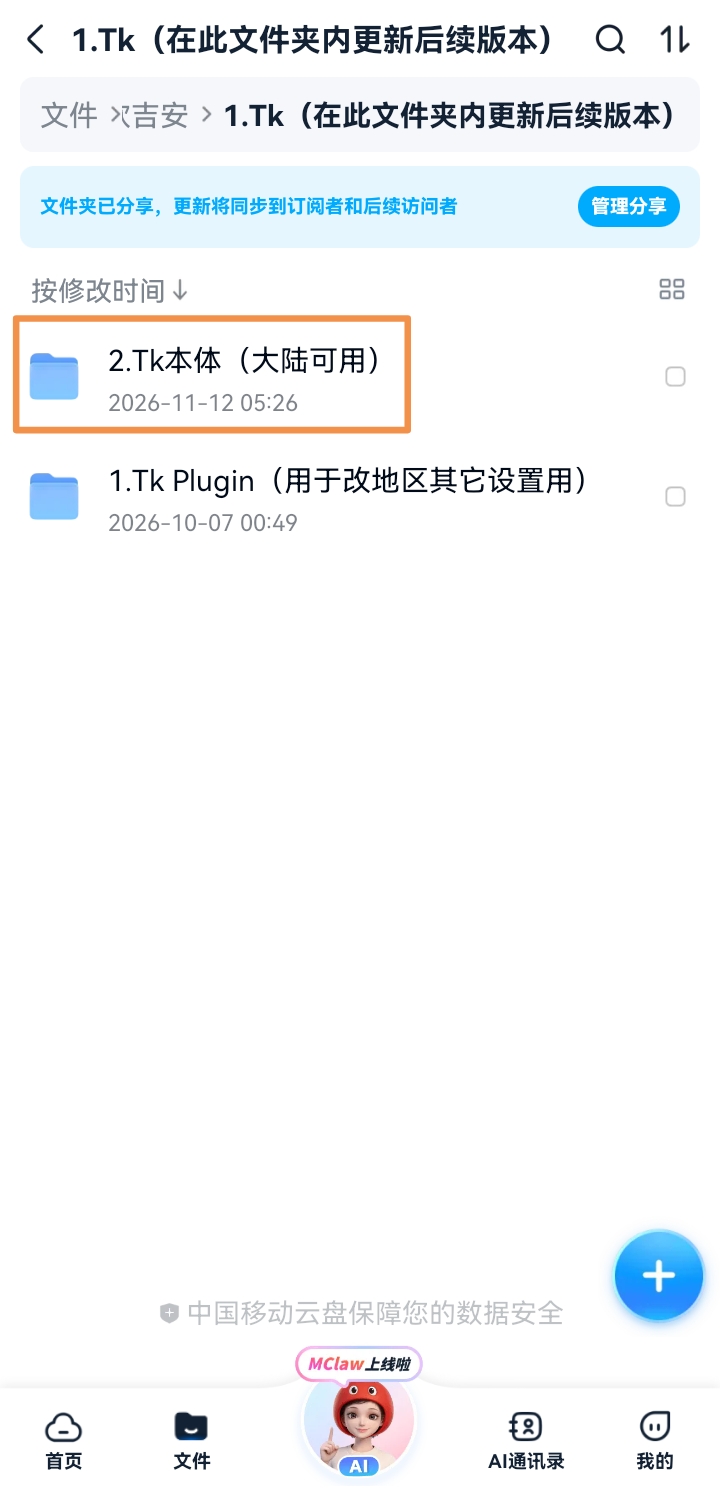 1.Tk（在此文件夹内更新后续版本）
文件 > 吉安 > 1.Tk（在此文件夹内更新后续版本）
文件夹已分享，更新将同步到订阅者和后续访问者
管理分享
按修改时间↓
2.Tk本体（大陆可用）
2026-11-12 05:26
1.Tk Plugin（用于改地区其它设置用）
2026-10-07 00:49
中国移动云盘保障您的数据安全
MClaw上线啦
AI
首页
文件
AI通讯录
我的